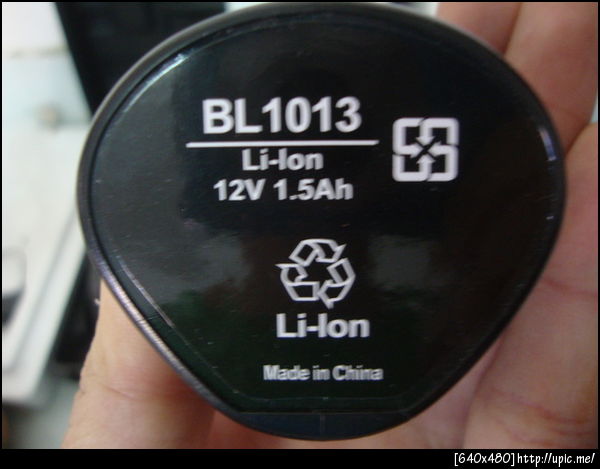 BL1013
Li-Ion
12V 1.5Ah
Li-Ion
Made in China
[640x480]http://upic.me/